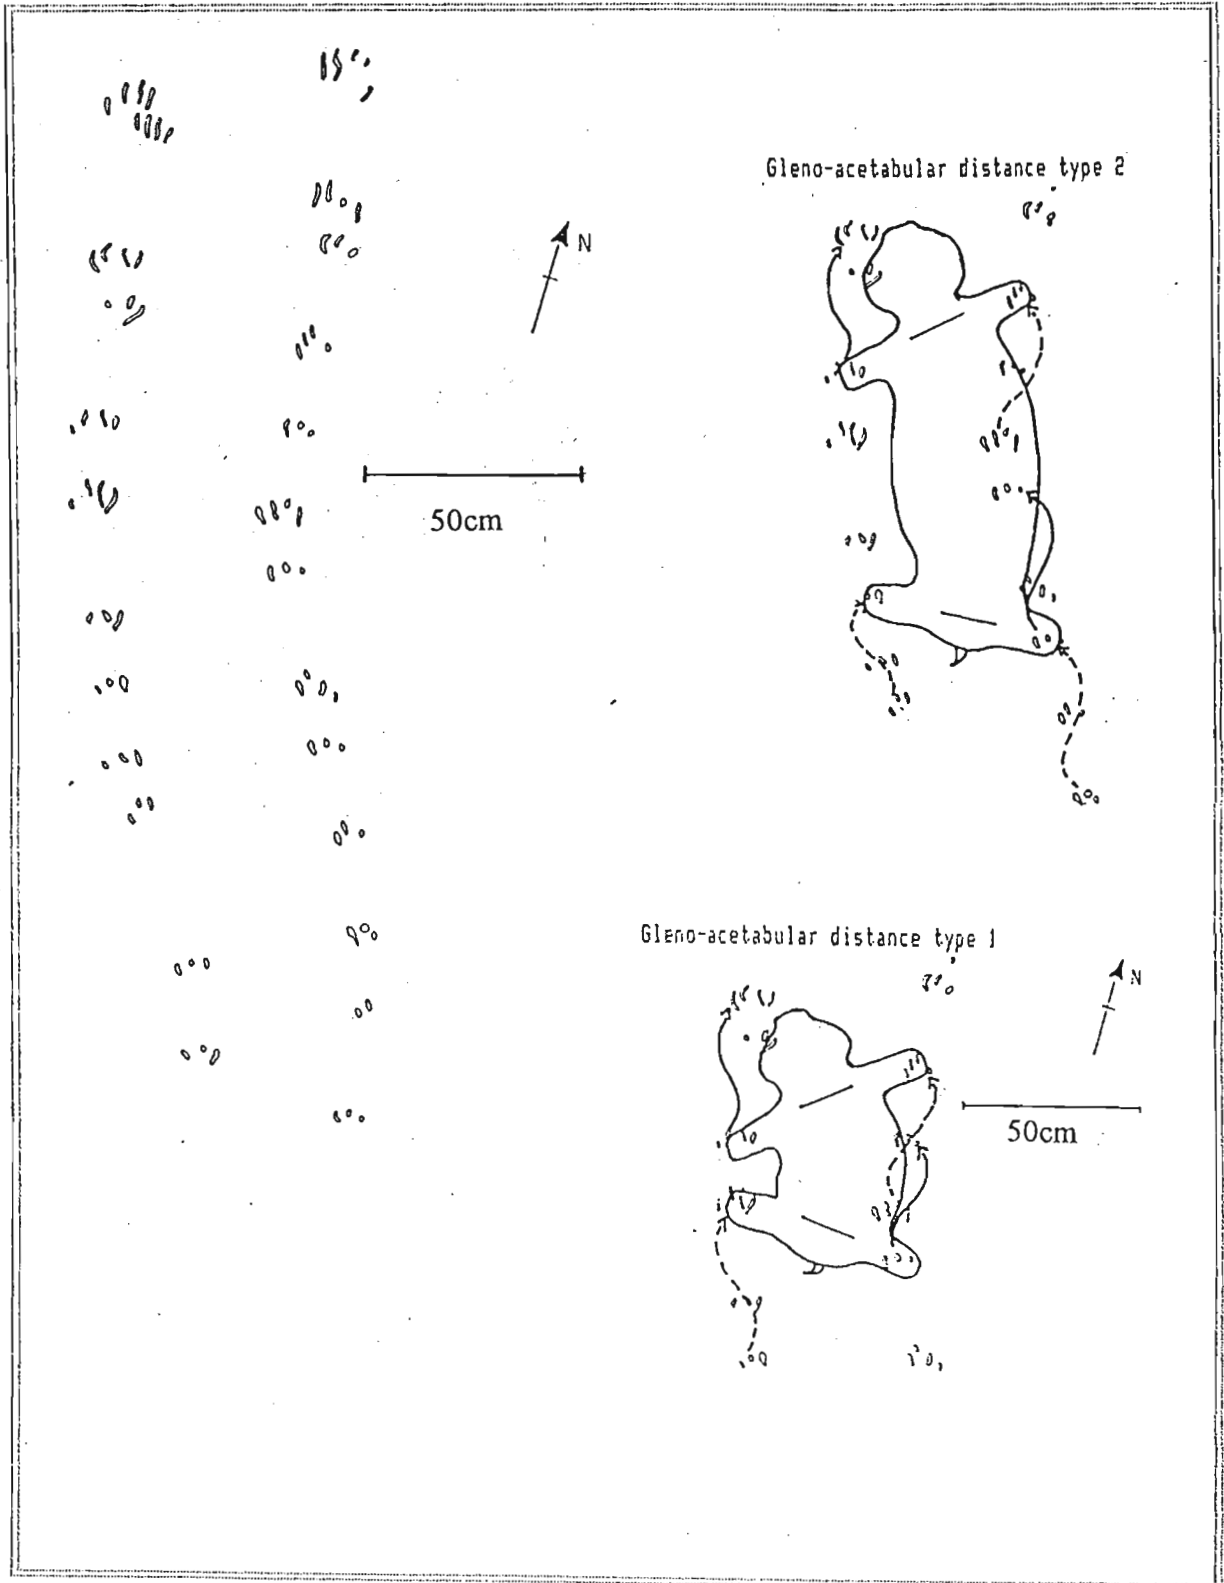 Gleno-acetabular distance type 2
N
50cm
Gleno-acetabular distance type 1
N
50cm